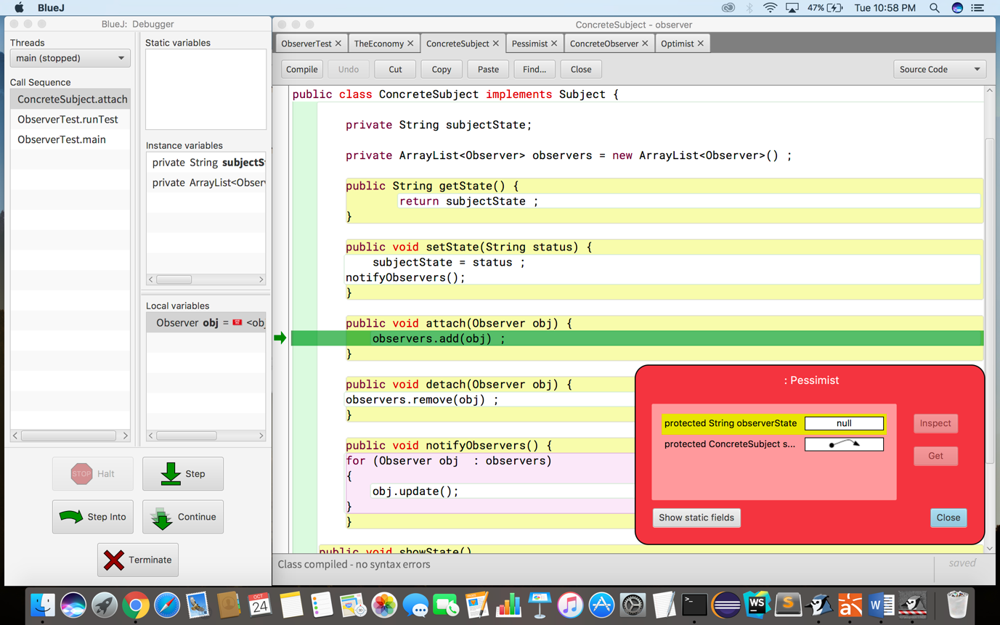 BlueJ
47%
Tue 10:58 PM
BlueJ: Debugger
Threads
main (stopped)
Call Sequence
ConcreteSubject.attach
ObserverTest.runTest
ObserverTest.main
Static variables
Instance variables
private String subjectS
private ArrayList<Obser
Local variables
Observer obj = <obj
STOP Halt
Step
Step Into
Continue
Terminate
ConcreteSubject - observer
ObserverTest
TheEconomy
ConcreteSubject
Pessimist
ConcreteObserver
Optimist
Compile
Undo
Cut
Copy
Paste
Find...
Close
Source Code
public class ConcreteSubject implements Subject {
private String subjectState;
private ArrayList<Observer> observers = new ArrayList<Observer>() ;
public String getState() {
return subjectState ;
}
public void setState(String status) {
subjectState = status ;
notifyObservers();
}
public void attach(Observer obj) {
observers.add(obj) ;
}
public void detach(Observer obj) {
observers.remove(obj) ;
}
public void notifyObservers() {
for (Observer obj : observers)
{
obj.update();
}
}
public void showState()
: Pessimist
protected String observerState null
protected ConcreteSubject s...
Inspect
Get
Show static fields
Close
Class compiled - no syntax errors
saved
OCT
24
WS
S
W